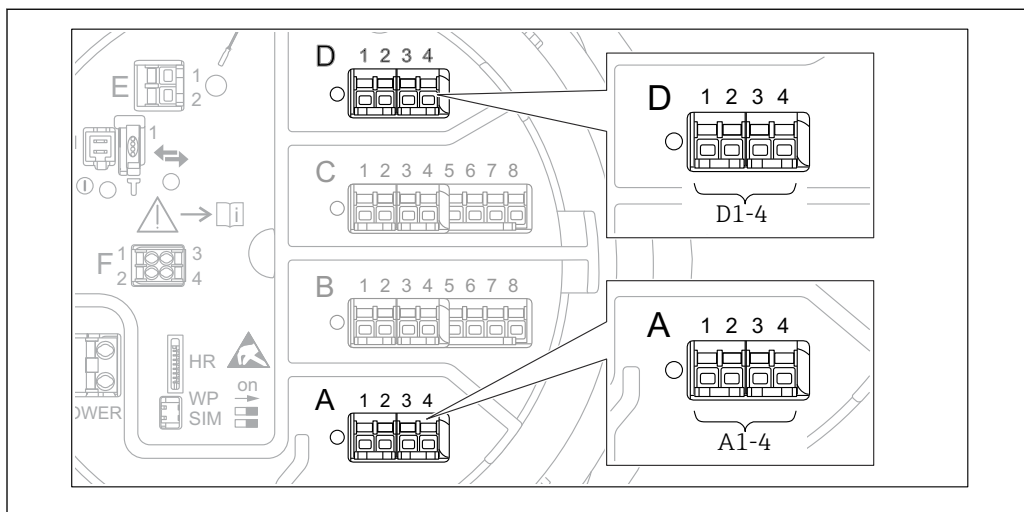 D 1 2 3 4
E 1
2
1
D 1 2 3 4
D1-4
C 1 2 3 4 5 6 7 8
i
F 1 3
2 4
B 1 2 3 4 5 6 7 8
A 1 2 3 4
A1-4
HR
WP on
SIM
OWER
A 1 2 3 4